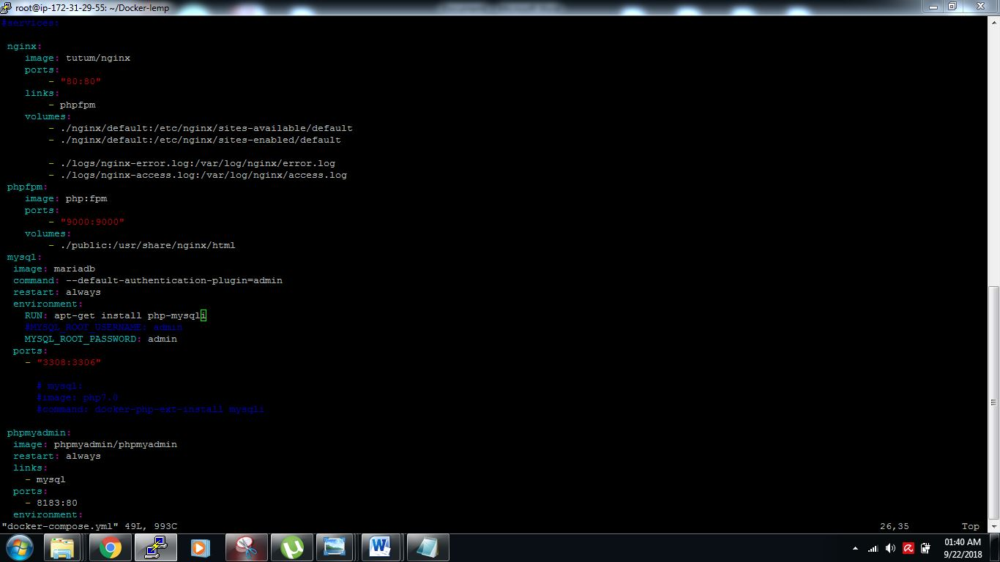 root@ip-172-31-29-55: ~/Docker-lemp
#services:
nginx:
image: tutum/nginx
ports:
- "80:80"
links:
- phpfpm
volumes:
- ./nginx/default:/etc/nginx/sites-available/default
- ./nginx/default:/etc/nginx/sites-enabled/default
- ./logs/nginx-error.log:/var/log/nginx/error.log
- ./logs/nginx-access.log:/var/log/nginx/access.log
phpfpm:
image: php:fpm
ports:
- "9000:9000"
volumes:
- ./public:/usr/share/nginx/html
mysql:
image: mariadb
command: --default-authentication-plugin=admin
restart: always
environment:
RUN: apt-get install php-mysqli
#MYSQL_ROOT_USERNAME: admin
MYSQL_ROOT_PASSWORD: admin
ports:
- "3308:3306"
# mysql:
#image: php7.0
#command: docker-php-ext-install mysqli
phpmyadmin:
image: phpmyadmin/phpmyadmin
restart: always
links:
- mysql
ports:
- 8183:80
environment:
"docker-compose.yml" 49L, 993C 26,35 Top
01:40 AM
9/22/2018